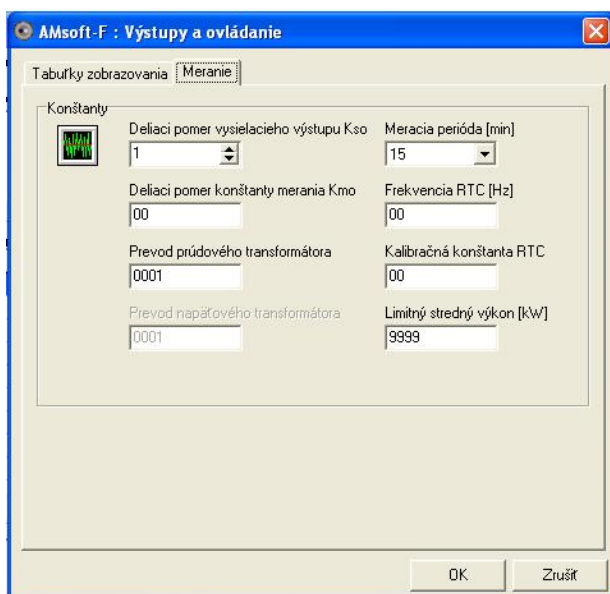 AMsoft-F : Výstupy a ovládanie
Tabuľky zobrazovania
Meranie
Konštanty
Deliaci pomer vysielacieho výstupu Kso
1
Meracia perióda [min]
15
Deliaci pomer konštanty merania Kmo
00
Frekvencia RTC [Hz]
00
Prevod prúdového transformátora
0001
Kalibračná konštanta RTC
00
Prevod napäťového transformátora
0001
Limitný stredný výkon [kW]
9999
OK
Zrušiť